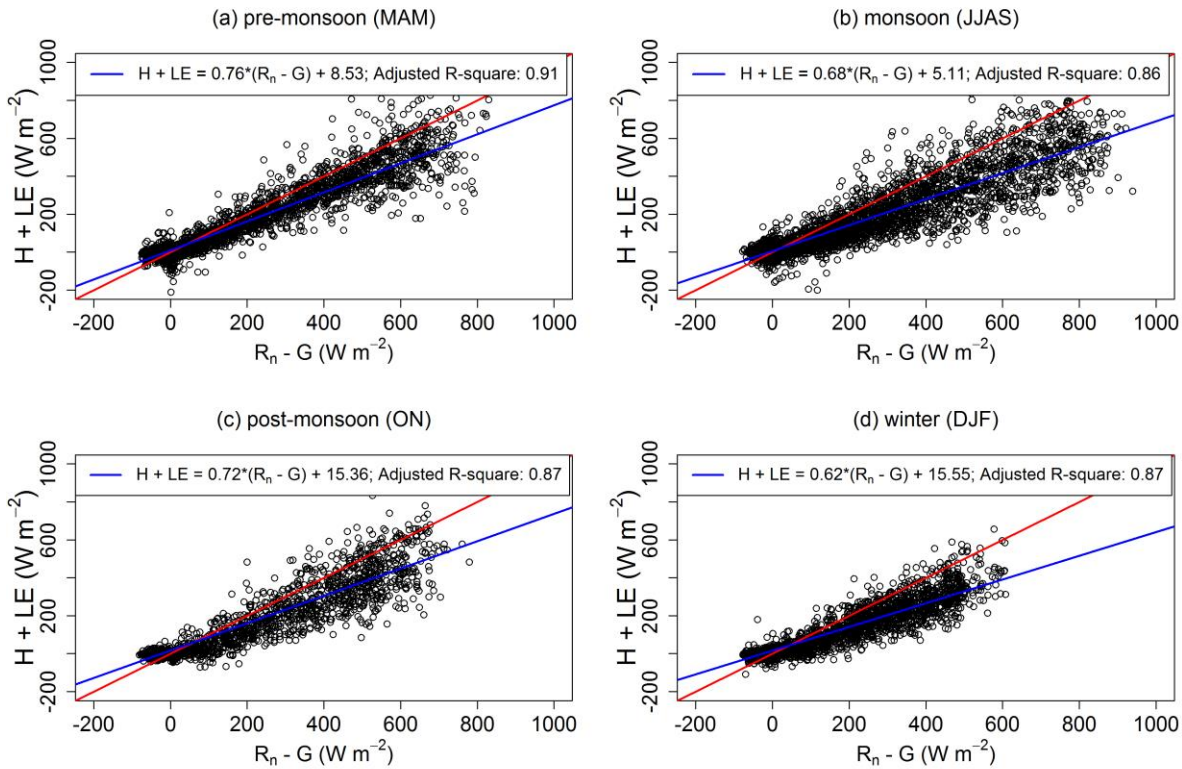 (a) pre-monsoon (MAM)
H + LE = 0.76*(Rₙ - G) + 8.53; Adjusted R-square: 0.91
H + LE (W m⁻²)
1000
600
200
-200
-200 0 200 400 600 800 1000
Rₙ - G (W m⁻²)
(b) monsoon (JJAS)
H + LE = 0.68*(Rₙ - G) + 5.11; Adjusted R-square: 0.86
H + LE (W m⁻²)
1000
600
200
-200
-200 0 200 400 600 800 1000
Rₙ - G (W m⁻²)
(c) post-monsoon (ON)
H + LE = 0.72*(Rₙ - G) + 15.36; Adjusted R-square: 0.87
H + LE (W m⁻²)
1000
600
200
-200
-200 0 200 400 600 800 1000
Rₙ - G (W m⁻²)
(d) winter (DJF)
H + LE = 0.62*(Rₙ - G) + 15.55; Adjusted R-square: 0.87
H + LE (W m⁻²)
1000
600
200
-200
-200 0 200 400 600 800 1000
Rₙ - G (W m⁻²)